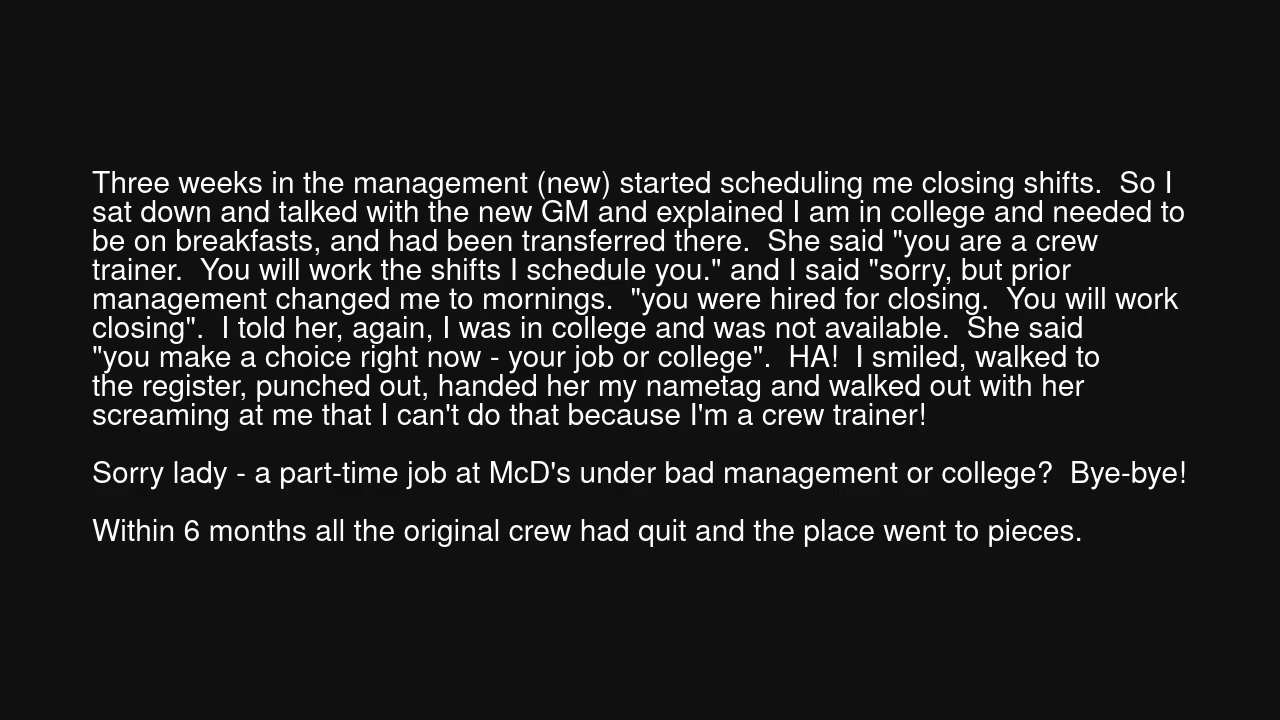 Three weeks in the management (new) started scheduling me closing shifts.  So I
sat down and talked with the new GM and explained I am in college and needed to
be on breakfasts, and had been transferred there.  She said "you are a crew
trainer.  You will work the shifts I schedule you." and I said "sorry, but prior
management changed me to mornings.  "you were hired for closing.  You will work
closing".  I told her, again, I was in college and was not available.  She said
"you make a choice right now - your job or college".  HA!  I smiled, walked to
the register, punched out, handed her my nametag and walked out with her
screaming at me that I can't do that because I'm a crew trainer!

Sorry lady - a part-time job at McD's under bad management or college?  Bye-bye!

Within 6 months all the original crew had quit and the place went to pieces.